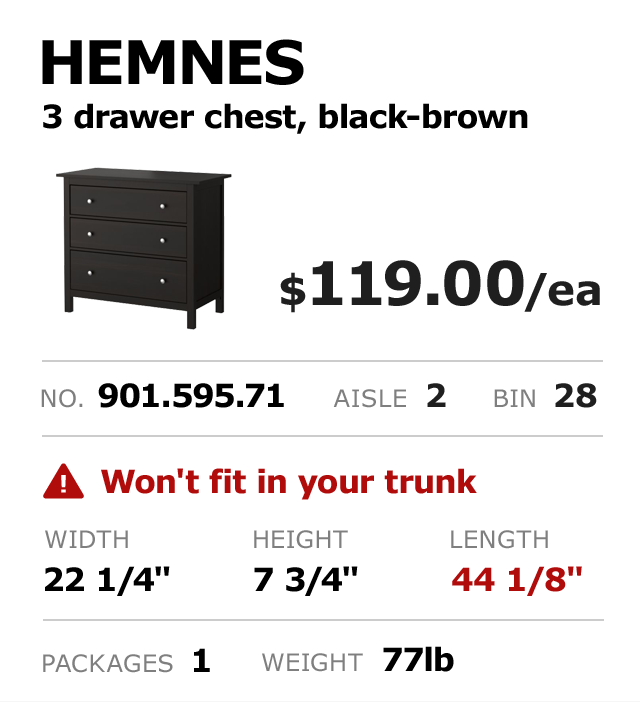 HEMNES
3 drawer chest, black-brown
$119.00/ea
NO. 901.595.71 AISLE 2 BIN 28
Won't fit in your trunk
WIDTH HEIGHT LENGTH
22 1/4" 7 3/4" 44 1/8"
PACKAGES 1 WEIGHT 77lb